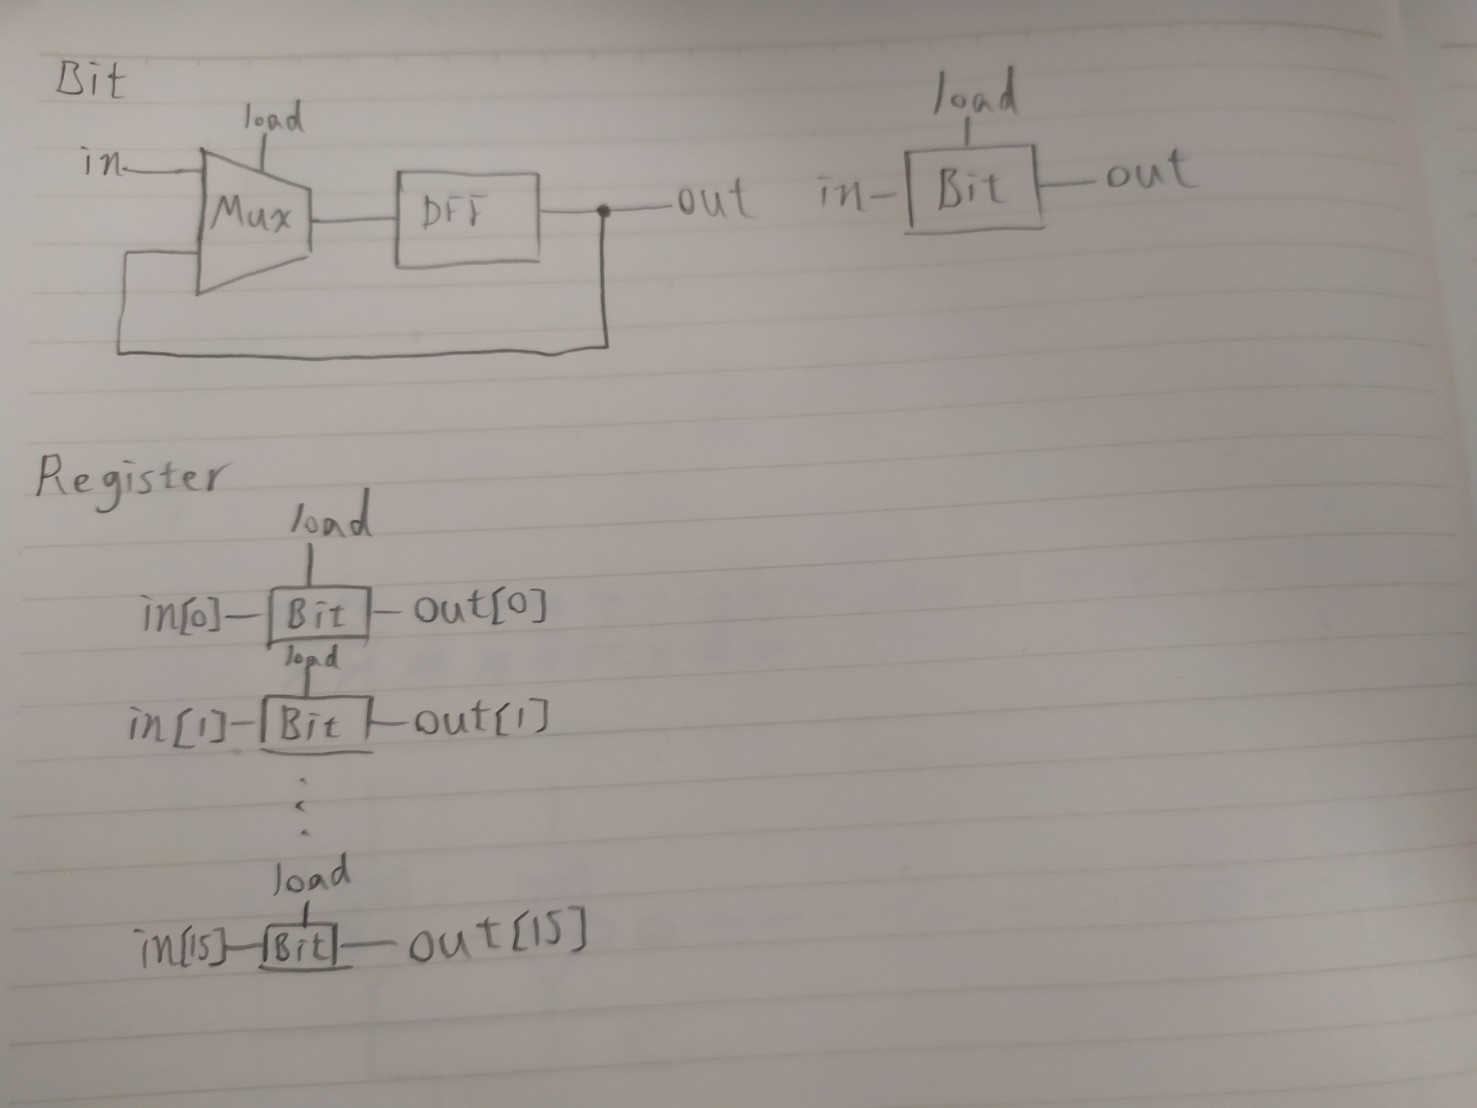 Bit
load
in
Mux
DFF
out
load
in
Bit
out
Register
load
in[0]
Bit
out[0]
load
in[1]
Bit
out[1]
load
in[15]
Bit
out[15]